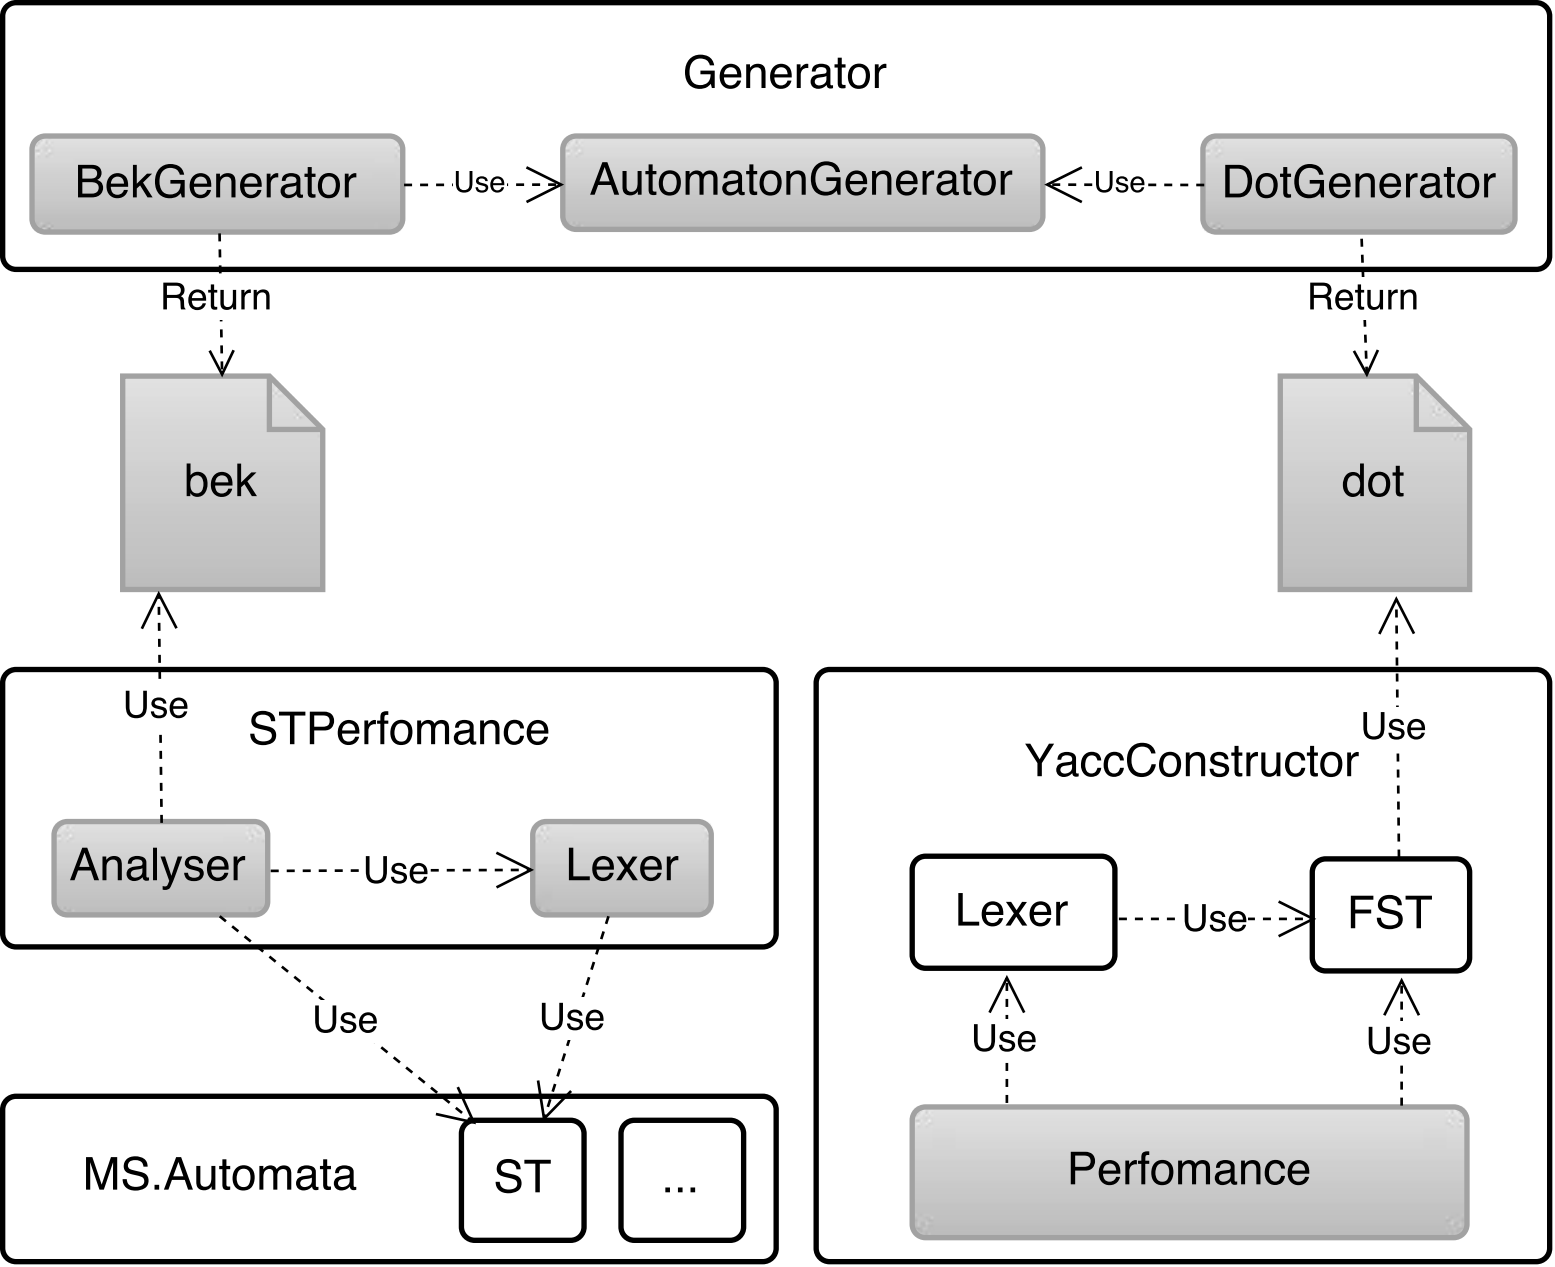 Generator
BekGenerator
Use
AutomatonGenerator
Use
DotGenerator
Return
Return
bek
dot
Use
STPerfomance
Use
YaccConstructor
Analyser
Use
Lexer
Lexer
Use
FST
Use
Use
Use
Use
MS.Automata
ST
...
Perfomance